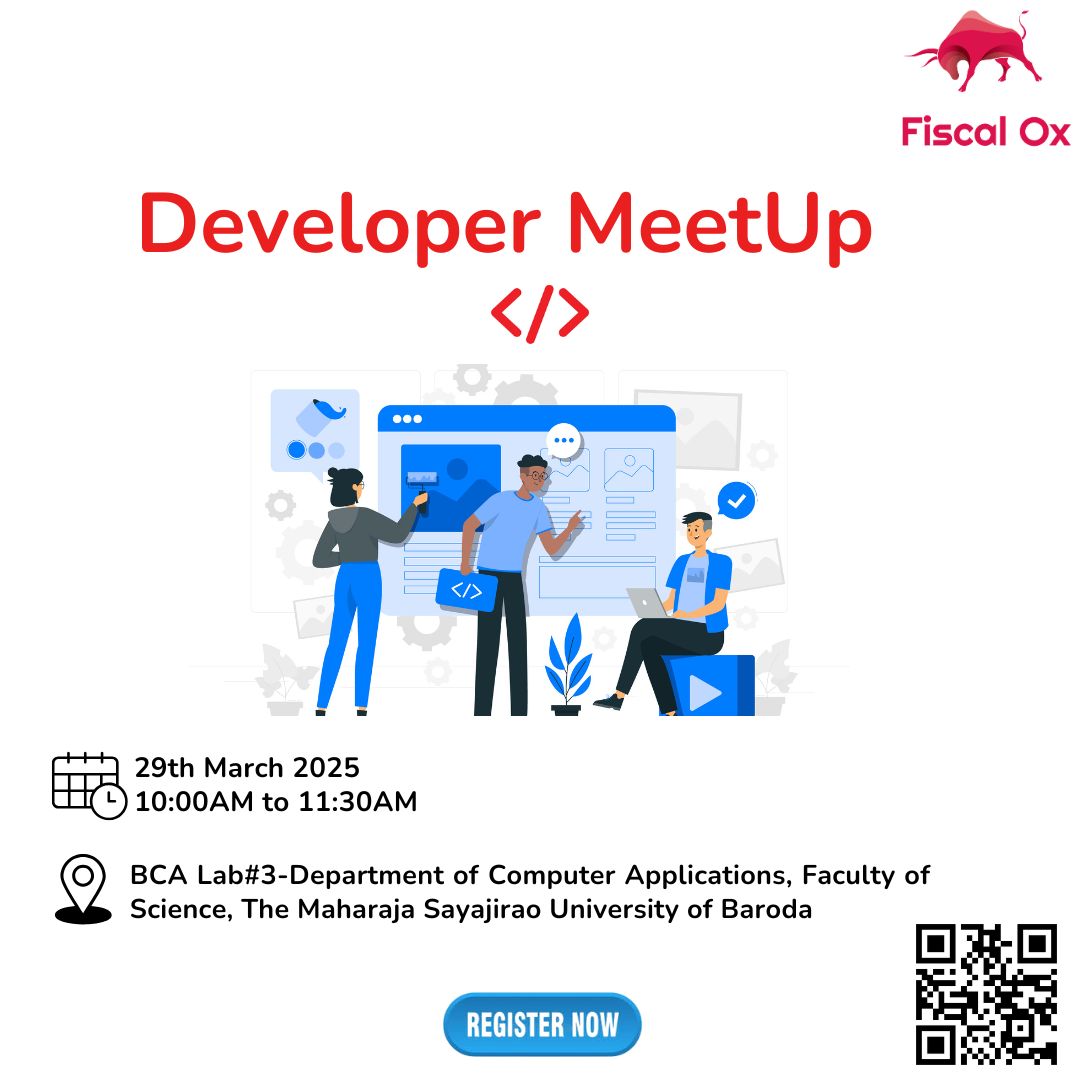 Fiscal Ox
Developer MeetUp
</>
</>
29th March 2025
10:00AM to 11:30AM
BCA Lab#3-Department of Computer Applications, Faculty of
Science, The Maharaja Sayajirao University of Baroda
REGISTER NOW